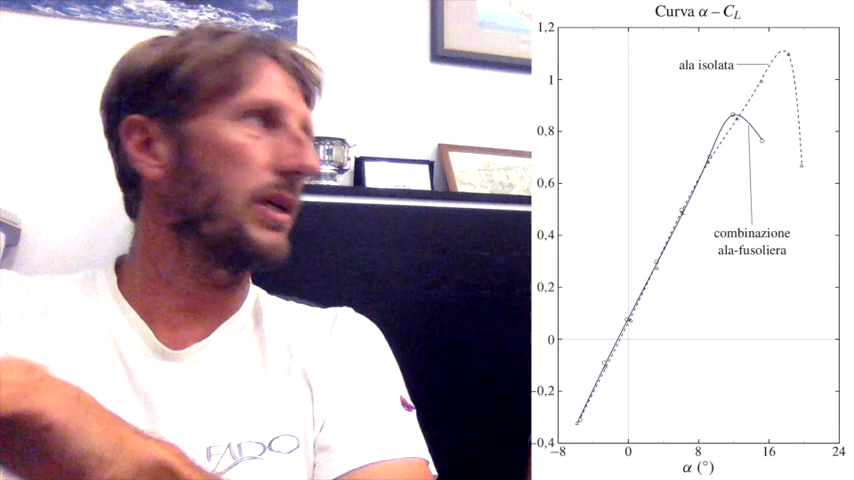 Curva α – C_L
1,2
ala isolata
1
0,8
0,6
combinazione
ala-fusoliera
0,4
0,2
0
−0,2
−0,4
−8
0
8
16
24
α (°)